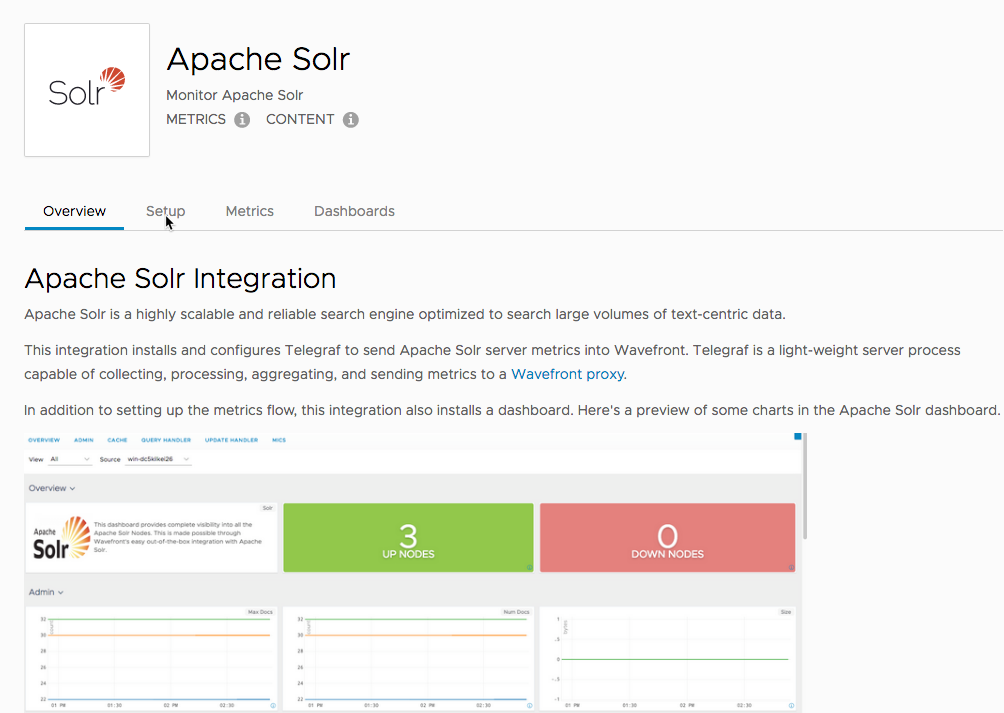 Solr
Apache Solr
Monitor Apache Solr
METRICS i CONTENT i
Overview Setup Metrics Dashboards
Apache Solr Integration
Apache Solr is a highly scalable and reliable search engine optimized to search large volumes of text-centric data.
This integration installs and configures Telegraf to send Apache Solr server metrics into Wavefront. Telegraf is a light-weight server process
capable of collecting, processing, aggregating, and sending metrics to a Wavefront proxy.
In addition to setting up the metrics flow, this integration also installs a dashboard. Here's a preview of some charts in the Apache Solr dashboard.
OVERVIEW ADMIN CACHE QUERY HANDLER UPDATE HANDLER MICS
View All Source win-dc5kilkei26
Overview
Solr
Apache
Solr
This dashboard provides complete visibility into all the
Apache Solr Nodes. This is made possible through
Wavefront's easy out-of-the-box integration with Apache
Solr.
3
UP NODES
0
DOWN NODES
Admin
Max Docs
32
30
28
26
24
22
01 PM 01:30 02 PM 02:30
Num Docs
32
30
28
26
24
22
01 PM 01:30 02 PM 02:30
Size
bytes
1
.5
0
-.5
-1
01 PM 01:30 02 PM 02:30